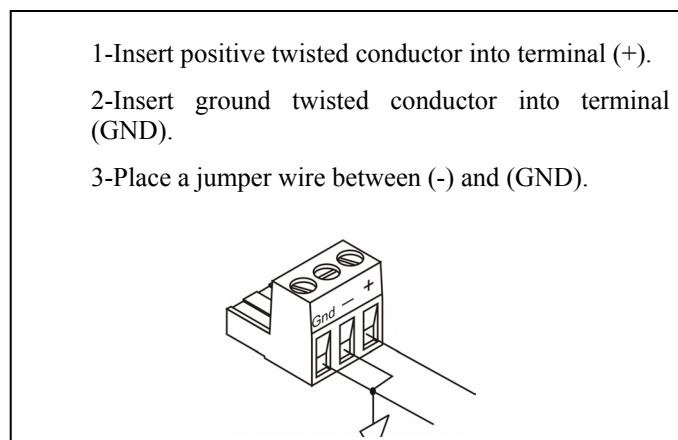 1-Insert positive twisted conductor into terminal (+).
2-Insert ground twisted conductor into terminal
(GND).
3-Place a jumper wire between (-) and (GND).
Gnd — +